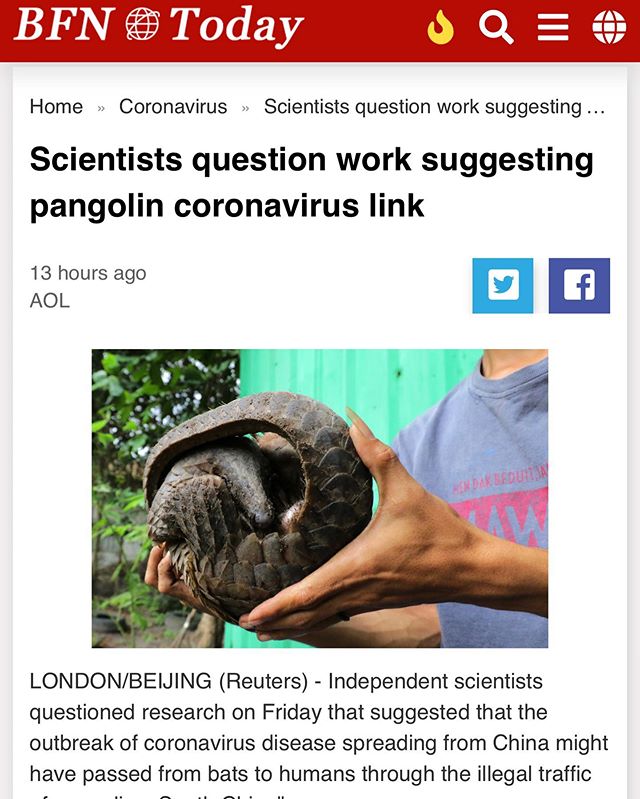 BFN Today
Home » Coronavirus » Scientists question work suggesting ...
Scientists question work suggesting
pangolin coronavirus link
13 hours ago
AOL
LONDON/BEIJING (Reuters) - Independent scientists
questioned research on Friday that suggested that the
outbreak of coronavirus disease spreading from China might
have passed from bats to humans through the illegal traffic